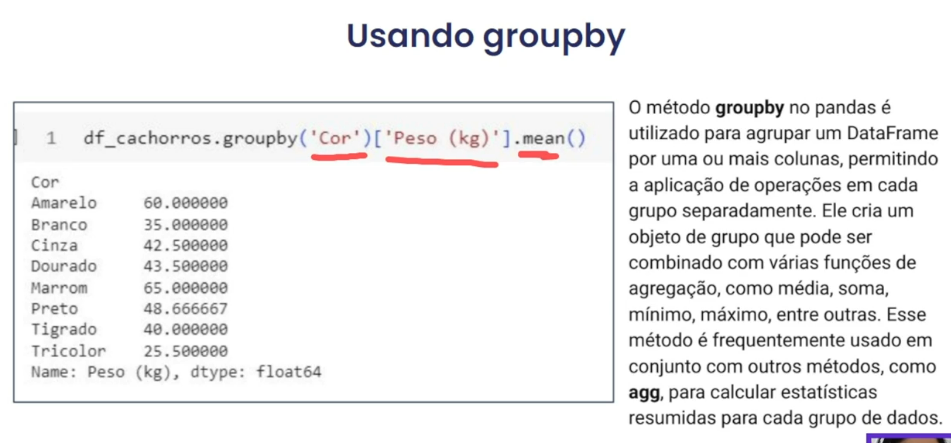 Usando groupby
1 df_cachorros.groupby('Cor')['Peso (kg)'].mean()
Cor
Amarelo 60.000000
Branco 35.000000
Cinza 42.500000
Dourado 43.500000
Marrom 65.000000
Preto 48.666667
Tigrado 40.000000
Tricolor 25.500000
Name: Peso (kg), dtype: float64
O método groupby no pandas é
utilizado para agrupar um DataFrame
por uma ou mais colunas, permitindo
a aplicação de operações em cada
grupo separadamente. Ele cria um
objeto de grupo que pode ser
combinado com várias funções de
agregação, como média, soma,
mínimo, máximo, entre outras. Esse
método é frequentemente usado em
conjunto com outros métodos, como
agg, para calcular estatísticas
resumidas para cada grupo de dados.